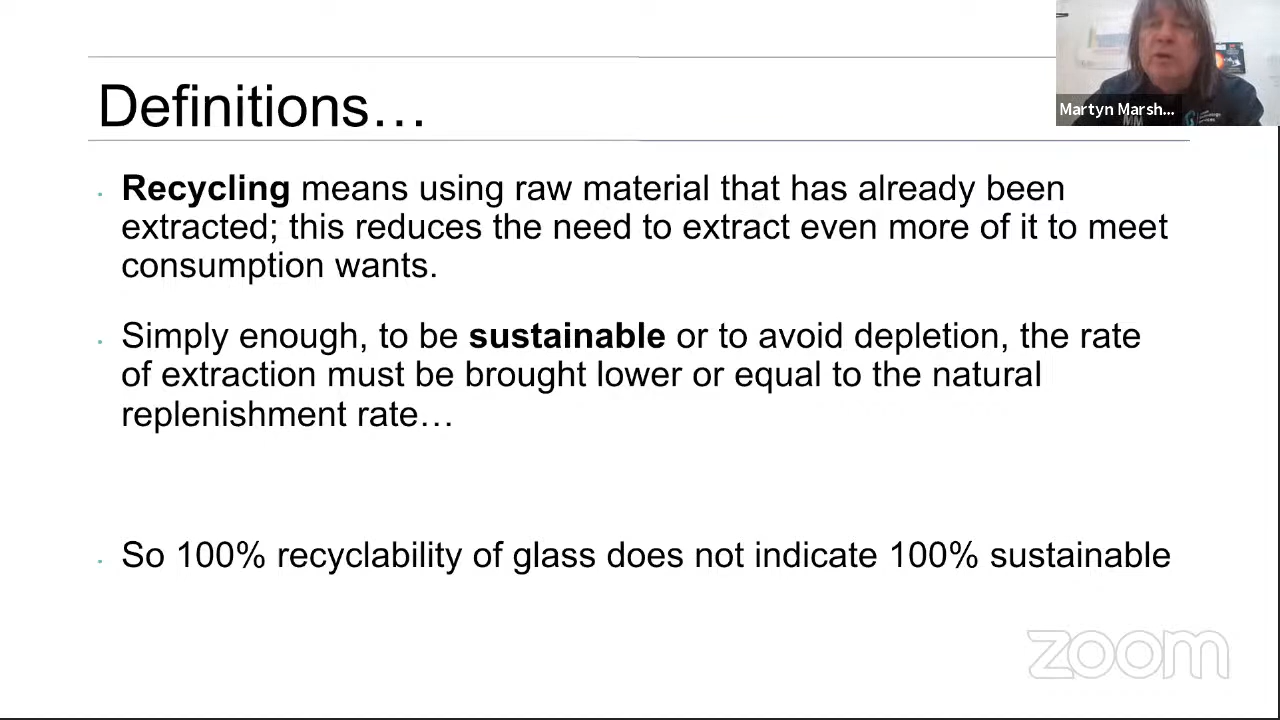 Definitions…
Martyn Marsh...
Recycling means using raw material that has already been
extracted; this reduces the need to extract even more of it to meet
consumption wants.
Simply enough, to be sustainable or to avoid depletion, the rate
of extraction must be brought lower or equal to the natural
replenishment rate…
So 100% recyclability of glass does not indicate 100% sustainable
zoom